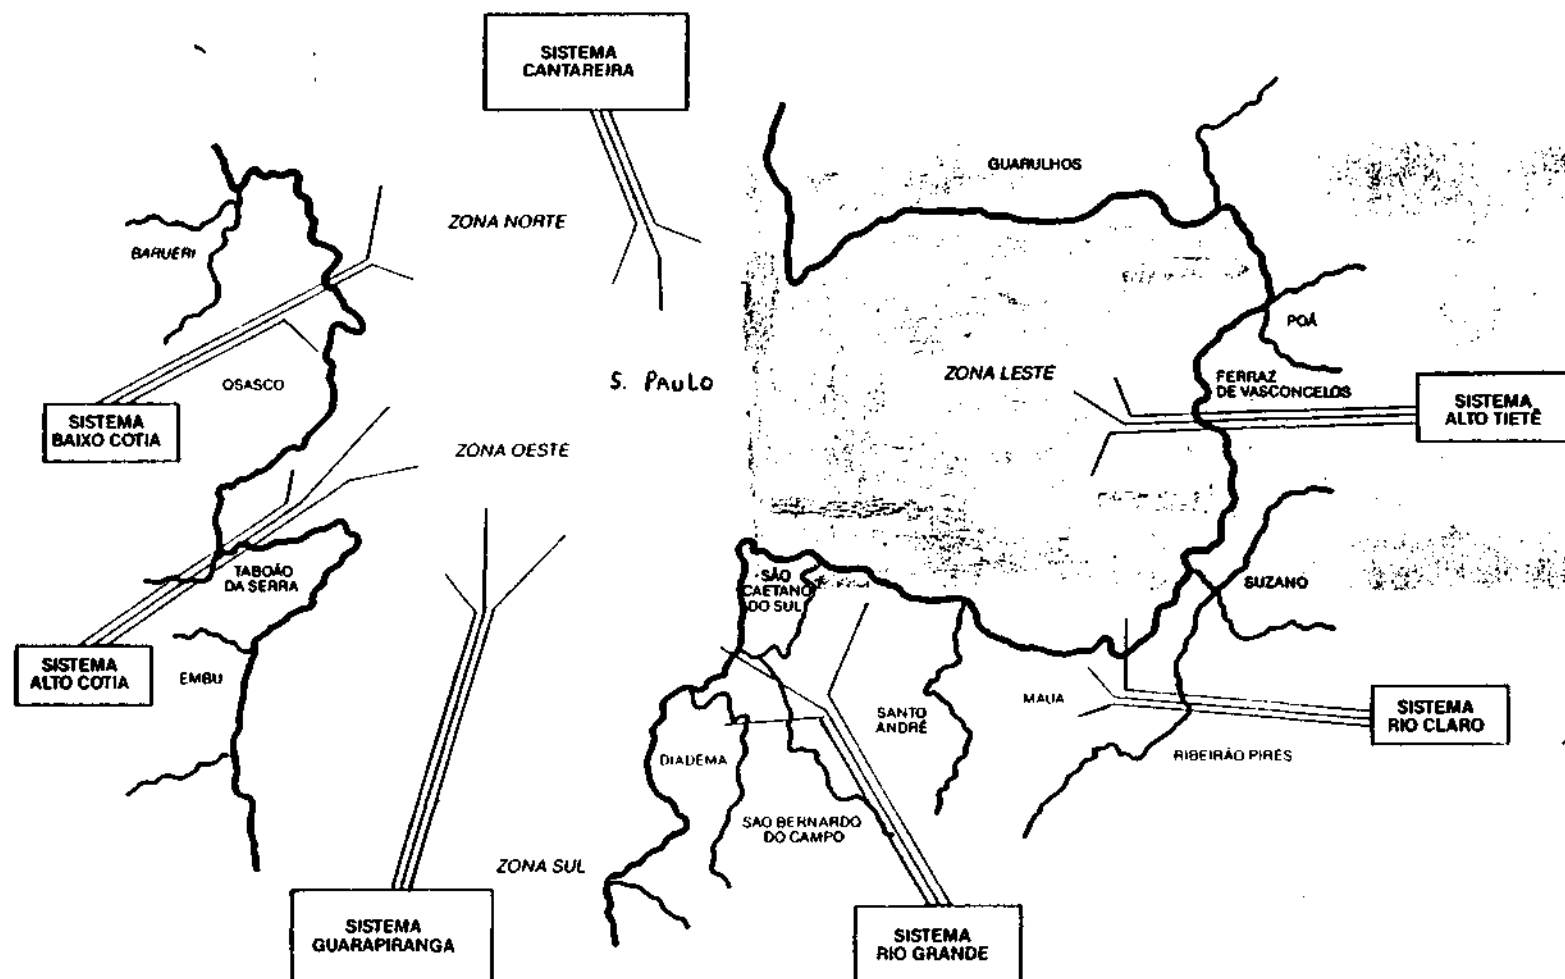 SISTEMA
CANTAREIRA
GUARULHOS
ZONA NORTE
BARUERI
POÁ
OSASCO
S. PAULO
ZONA LESTE
FERRAZ
DE VASCONCELOS
SISTEMA
ALTO TIETÊ
SISTEMA
BAIXO COTIA
ZONA OESTE
TABOÃO
DA SERRA
SÃO
CAETANO
DO SUL
SUZANO
SISTEMA
ALTO COTIA
EMBU
MAUA
SANTO
ANDRÉ
SISTEMA
RIO CLARO
DIADEMA
RIBEIRÃO PIRES
SAO BERNARDO
DO CAMPO
ZONA SUL
SISTEMA
GUARAPIRANGA
SISTEMA
RIO GRANDE